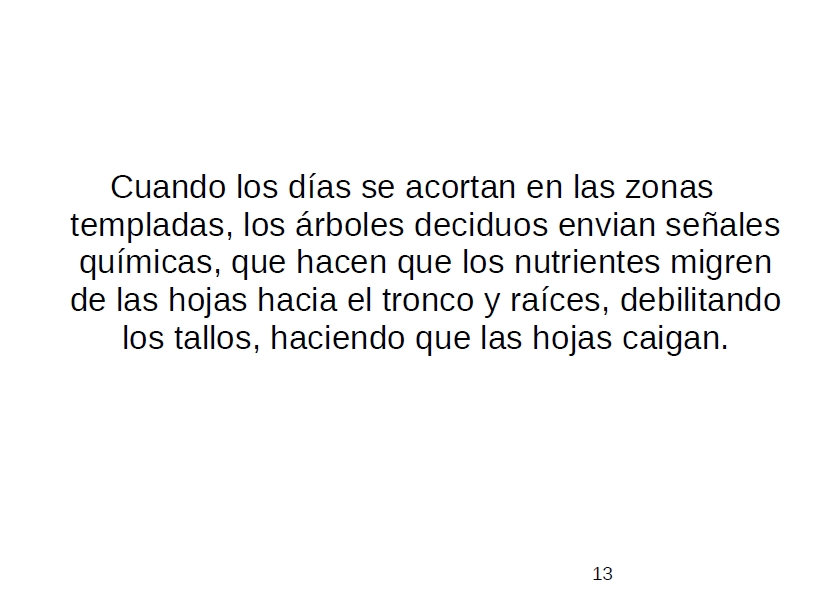 Cuando los días se acortan en las zonas
templadas, los árboles deciduos envian señales
químicas, que hacen que los nutrientes migren
de las hojas hacia el tronco y raíces, debilitando
los tallos, haciendo que las hojas caigan.
13